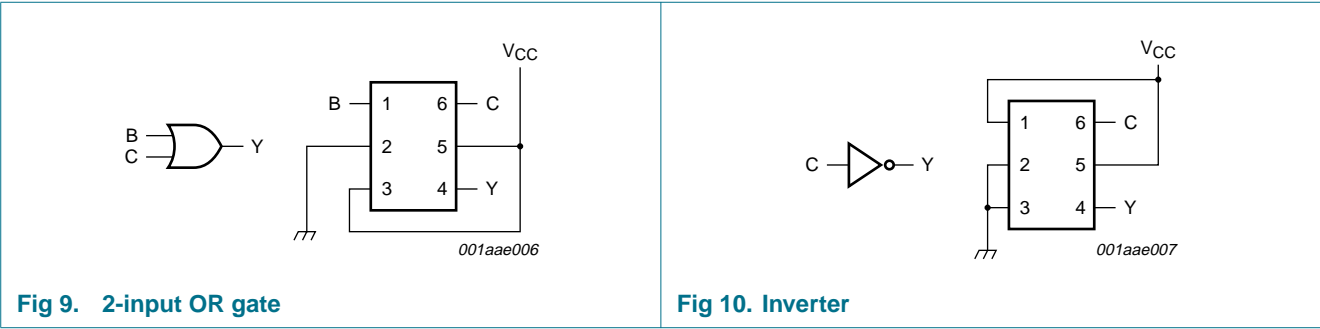 B
C
Y
VCC
B
1
6
C
2
5
3
4
Y
001aae006
Fig 9. 2-input OR gate
C
Y
VCC
1
6
C
2
5
3
4
Y
001aae007
Fig 10. Inverter